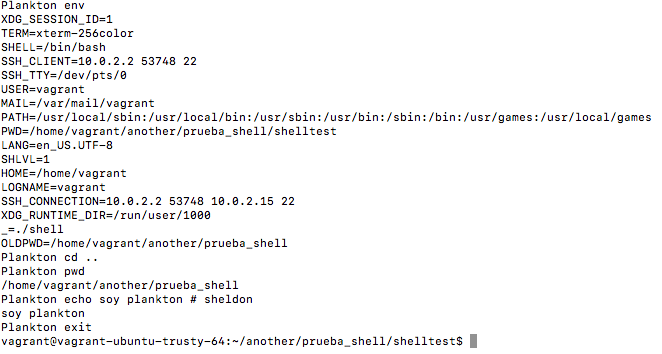 Plankton env
XDG_SESSION_ID=1
TERM=xterm-256color
SHELL=/bin/bash
SSH_CLIENT=10.0.2.2 53748 22
SSH_TTY=/dev/pts/0
USER=vagrant
MAIL=/var/mail/vagrant
PATH=/usr/local/sbin:/usr/local/bin:/usr/sbin:/usr/bin:/sbin:/bin:/usr/games:/usr/local/games
PWD=/home/vagrant/another/prueba_shell/shelltest
LANG=en_US.UTF-8
SHLVL=1
HOME=/home/vagrant
LOGNAME=vagrant
SSH_CONNECTION=10.0.2.2 53748 10.0.2.15 22
XDG_RUNTIME_DIR=/run/user/1000
_=./shell
OLDPWD=/home/vagrant/another/prueba_shell
Plankton cd ..
Plankton pwd
/home/vagrant/another/prueba_shell
Plankton echo soy plankton # sheldon
soy plankton
Plankton exit
vagrant@vagrant-ubuntu-trusty-64:~/another/prueba_shell/shelltest$